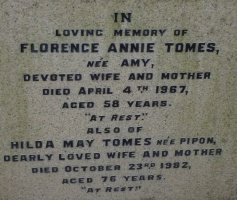 IN
LOVING MEMORY OF
FLORENCE ANNIE TOMES,
NÉE AMY,
DEVOTED WIFE AND MOTHER
DIED APRIL 4TH 1967,
AGED 58 YEARS.
"AT REST."
ALSO OF
HILDA MAY TOMES NÉE PIPON,
DEARLY LOVED WIFE AND MOTHER
DIED OCTOBER 23RD 1982,
AGED 76 YEARS.
"AT REST"